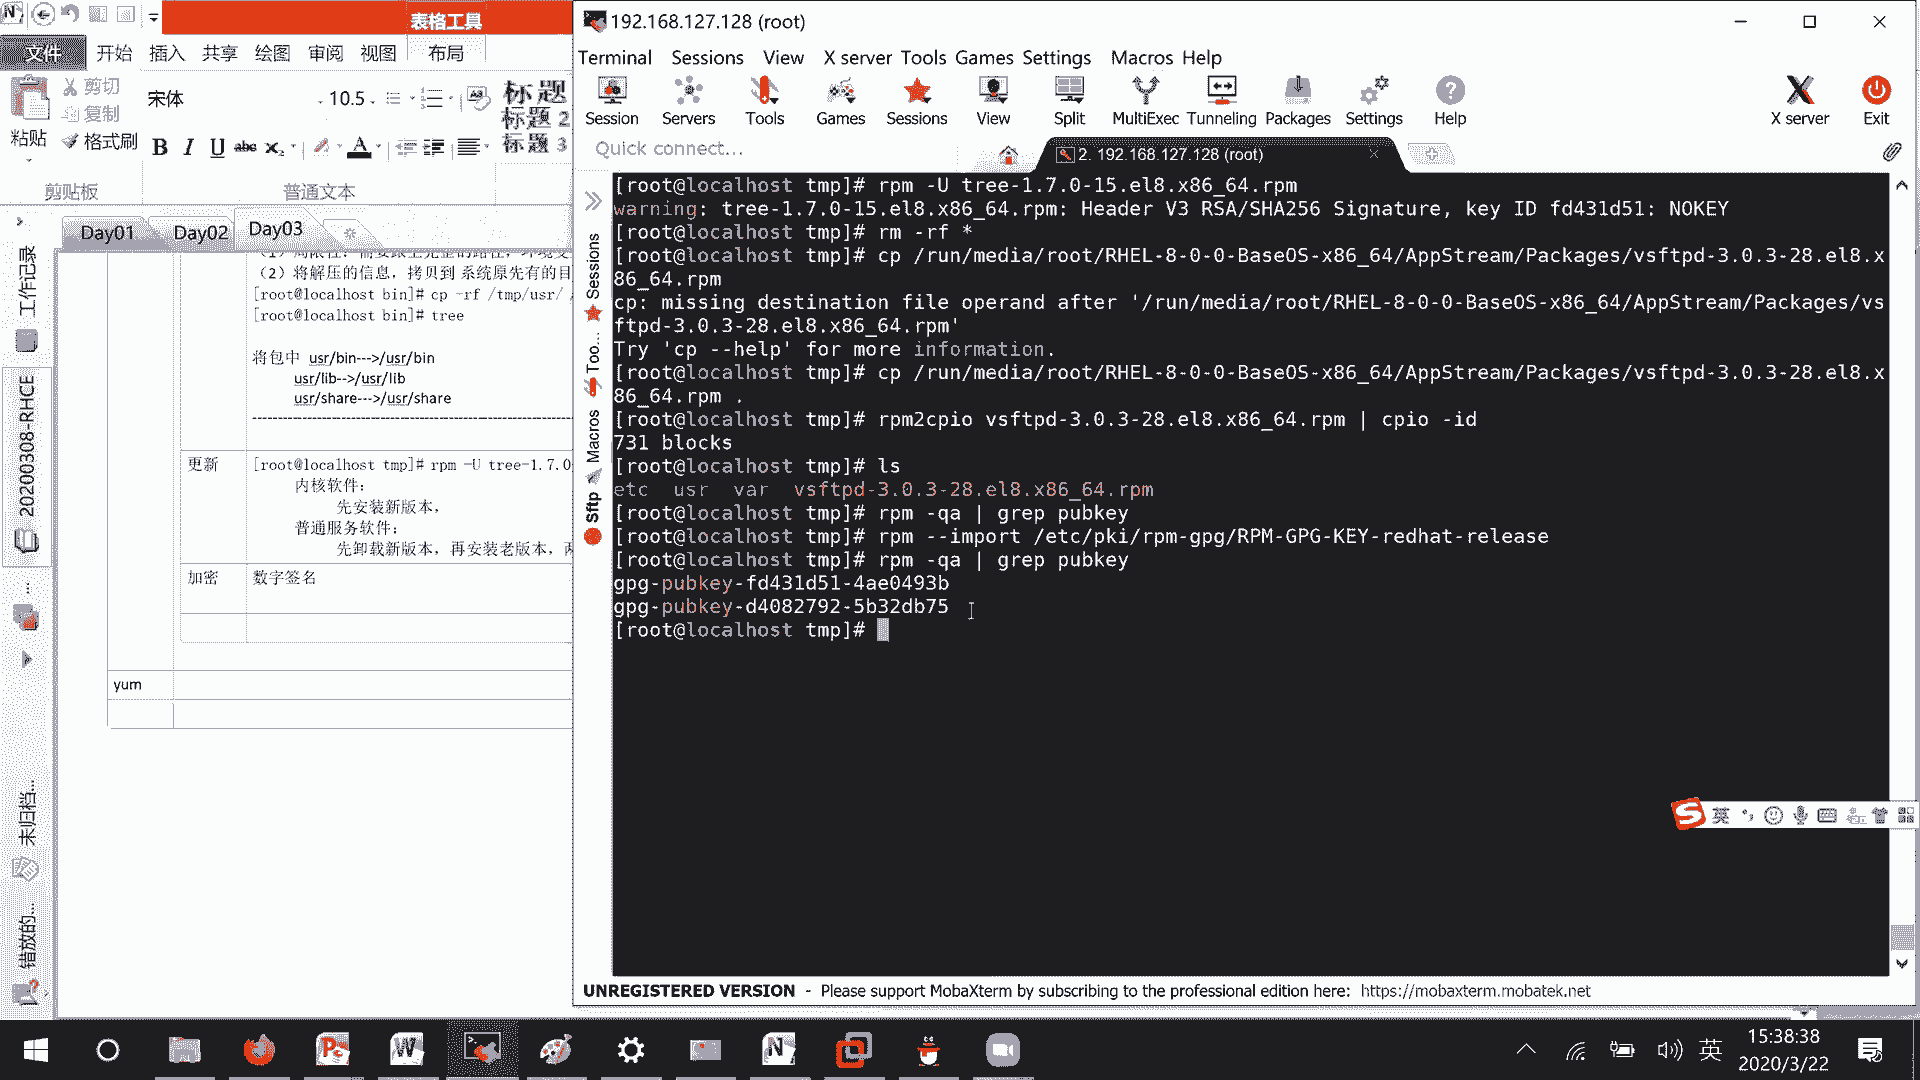 表格工具
文件 开始 插入 共享 绘图 审阅 视图 布局
剪切
复制
粘贴 格式刷
剪贴板
宋体 10.5
B I U abc X₂ A
普通文本
标题
标题 2
标题 3
Day01 Day02 Day03
工作记录
20200308-RHCE
...
未归档...
错放的...
(2)将解压的信息,拷贝到 系统原先有的目
[root@localhost bin]# cp -rf /tmp/usr/
[root@localhost bin]# tree
将包中 usr/bin--->/usr/bin
usr/lib-->/usr/lib
usr/share--->/usr/share
更新 [root@localhost tmp]# rpm -U tree-1.7.0
内核软件:
先安装新版本,
普通服务软件:
先卸载新版本,再安装老版本,
加密 数字签名
yum
192.168.127.128 (root)
Terminal Sessions View X server Tools Games Settings Macros Help
Session Servers Tools Games Sessions View Split MultiExec Tunneling Packages Settings Help X server Exit
Quick connect...
2. 192.168.127.128 (root)
Sessions
Too...
Macros
Sftp
[root@localhost tmp]# rpm -U tree-1.7.0-15.el8.x86_64.rpm
warning: tree-1.7.0-15.el8.x86_64.rpm: Header V3 RSA/SHA256 Signature, key ID fd431d51: NOKEY
[root@localhost tmp]# rm -rf *
[root@localhost tmp]# cp /run/media/root/RHEL-8-0-0-BaseOS-x86_64/AppStream/Packages/vsftpd-3.0.3-28.el8.x
86_64.rpm
cp: missing destination file operand after '/run/media/root/RHEL-8-0-0-BaseOS-x86_64/AppStream/Packages/vs
ftpd-3.0.3-28.el8.x86_64.rpm'
Try 'cp --help' for more information.
[root@localhost tmp]# cp /run/media/root/RHEL-8-0-0-BaseOS-x86_64/AppStream/Packages/vsftpd-3.0.3-28.el8.x
86_64.rpm .
[root@localhost tmp]# rpm2cpio vsftpd-3.0.3-28.el8.x86_64.rpm | cpio -id
731 blocks
[root@localhost tmp]# ls
etc usr var vsftpd-3.0.3-28.el8.x86_64.rpm
[root@localhost tmp]# rpm -qa | grep pubkey
[root@localhost tmp]# rpm --import /etc/pki/rpm-gpg/RPM-GPG-KEY-redhat-release
[root@localhost tmp]# rpm -qa | grep pubkey
gpg-pubkey-fd431d51-4ae0493b
gpg-pubkey-d4082792-5b32db75
[root@localhost tmp]#
英
UNREGISTERED VERSION - Please support MobaXterm by subscribing to the professional edition here: https://mobaxterm.mobatek.net
英
15:38:38
2020/3/22